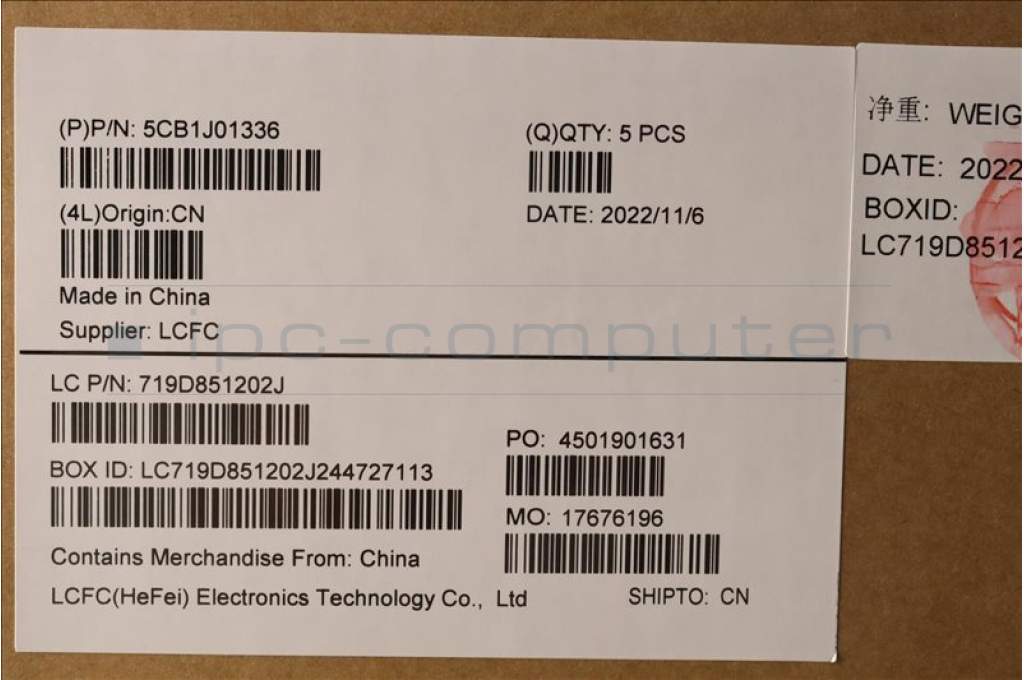 (P)P/N: 5CB1J01336
(Q)QTY: 5 PCS
(4L)Origin:CN
DATE: 2022/11/6
Made in China
Supplier: LCFC
ipc-computer
LC P/N: 719D851202J
PO: 4501901631
BOX ID: LC719D851202J244727113
MO: 17676196
Contains Merchandise From: China
LCFC(HeFei) Electronics Technology Co., Ltd
SHIPTO: CN
净重: WEIG
DATE: 2022
BOXID:
LC719D8512